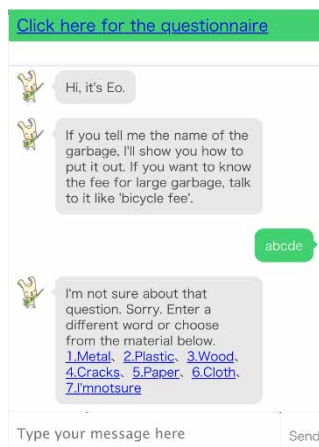 Click here for the questionnaire
Hi, it's Eo.
If you tell me the name of the
garbage, I'll show you how to
put it out. If you want to know
the fee for large garbage, talk
to it like 'bicycle fee'.
abcde
I'm not sure about that
question. Sorry. Enter a
different word or choose
from the material below.
1.Metal、2.Plastic、3.Wood、
4.Cracks、5.Paper、6.Cloth、
7.I'mnotsure
Type your message here
Send